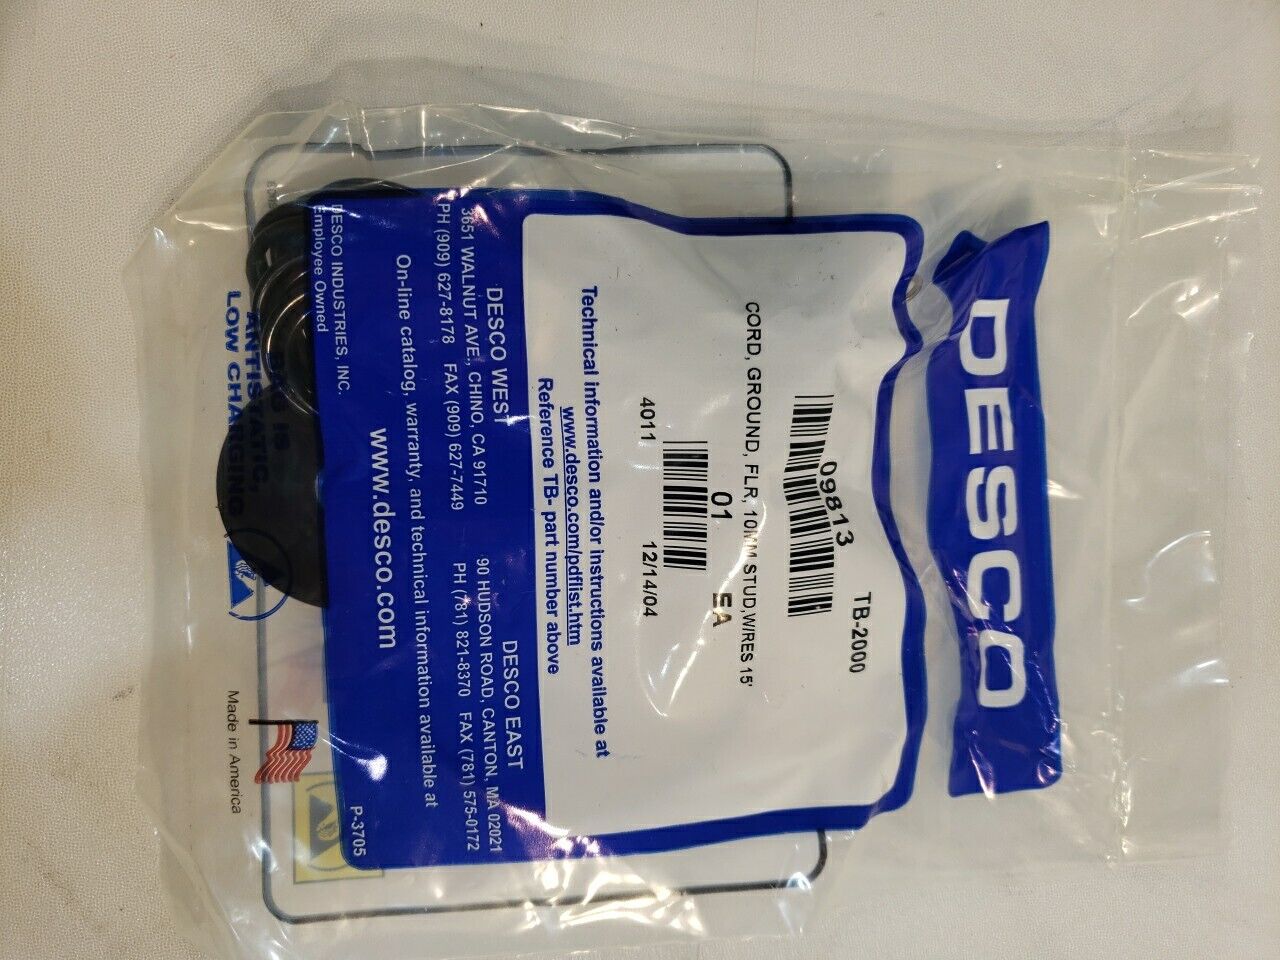 DESCO
TB-2000
09813
CORD, GROUND, FLR, 10MM STUD,WIRES 15'
01 EA
4011 12/14/04
Technical information and/or instructions available at
www.desco.com/pdflist.htm
Reference TB- part number above
DESCO WEST
3651 WALNUT AVE., CHINO, CA 91710
PH (909) 627-8178 FAX (909) 627-7449
DESCO EAST
90 HUDSON ROAD, CANTON, MA 02021
PH (781) 821-8370 FAX (781) 575-0172
On-line catalog, warranty, and technical information available at
www.desco.com
DESCO INDUSTRIES, INC.
Employee Owned
P-3705
BAG IS
ANTISTATIC,
LOW CHARGING
Made in America